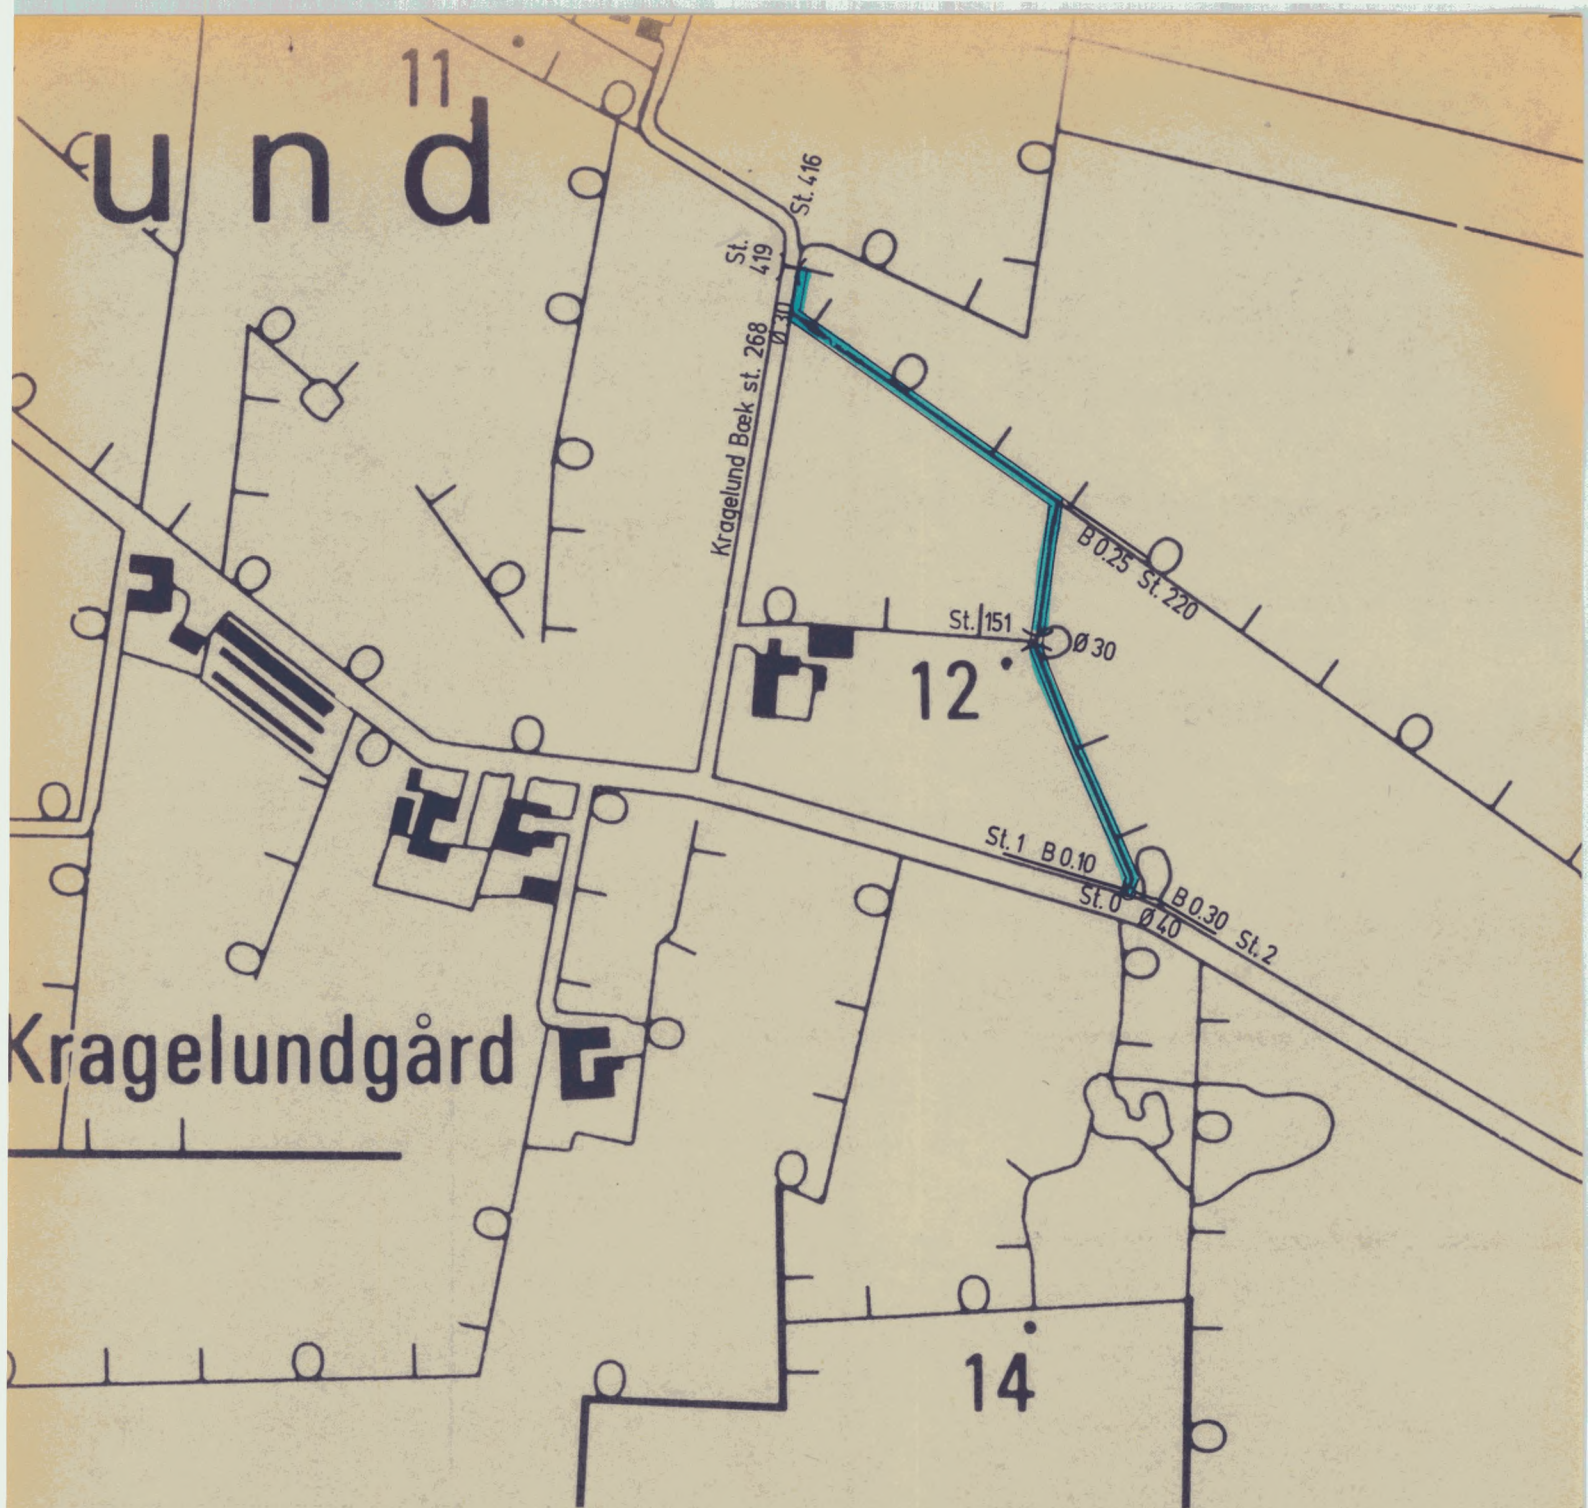 11
und
St. 416
St.
419
Ø 30
Kragelund Bæk st. 268
B 0.25 St. 220
St. 151
Ø 30
12
St. 1 B 0.10
St. 0
Ø 40
B 0.30 St. 2
Kragelundgård
14